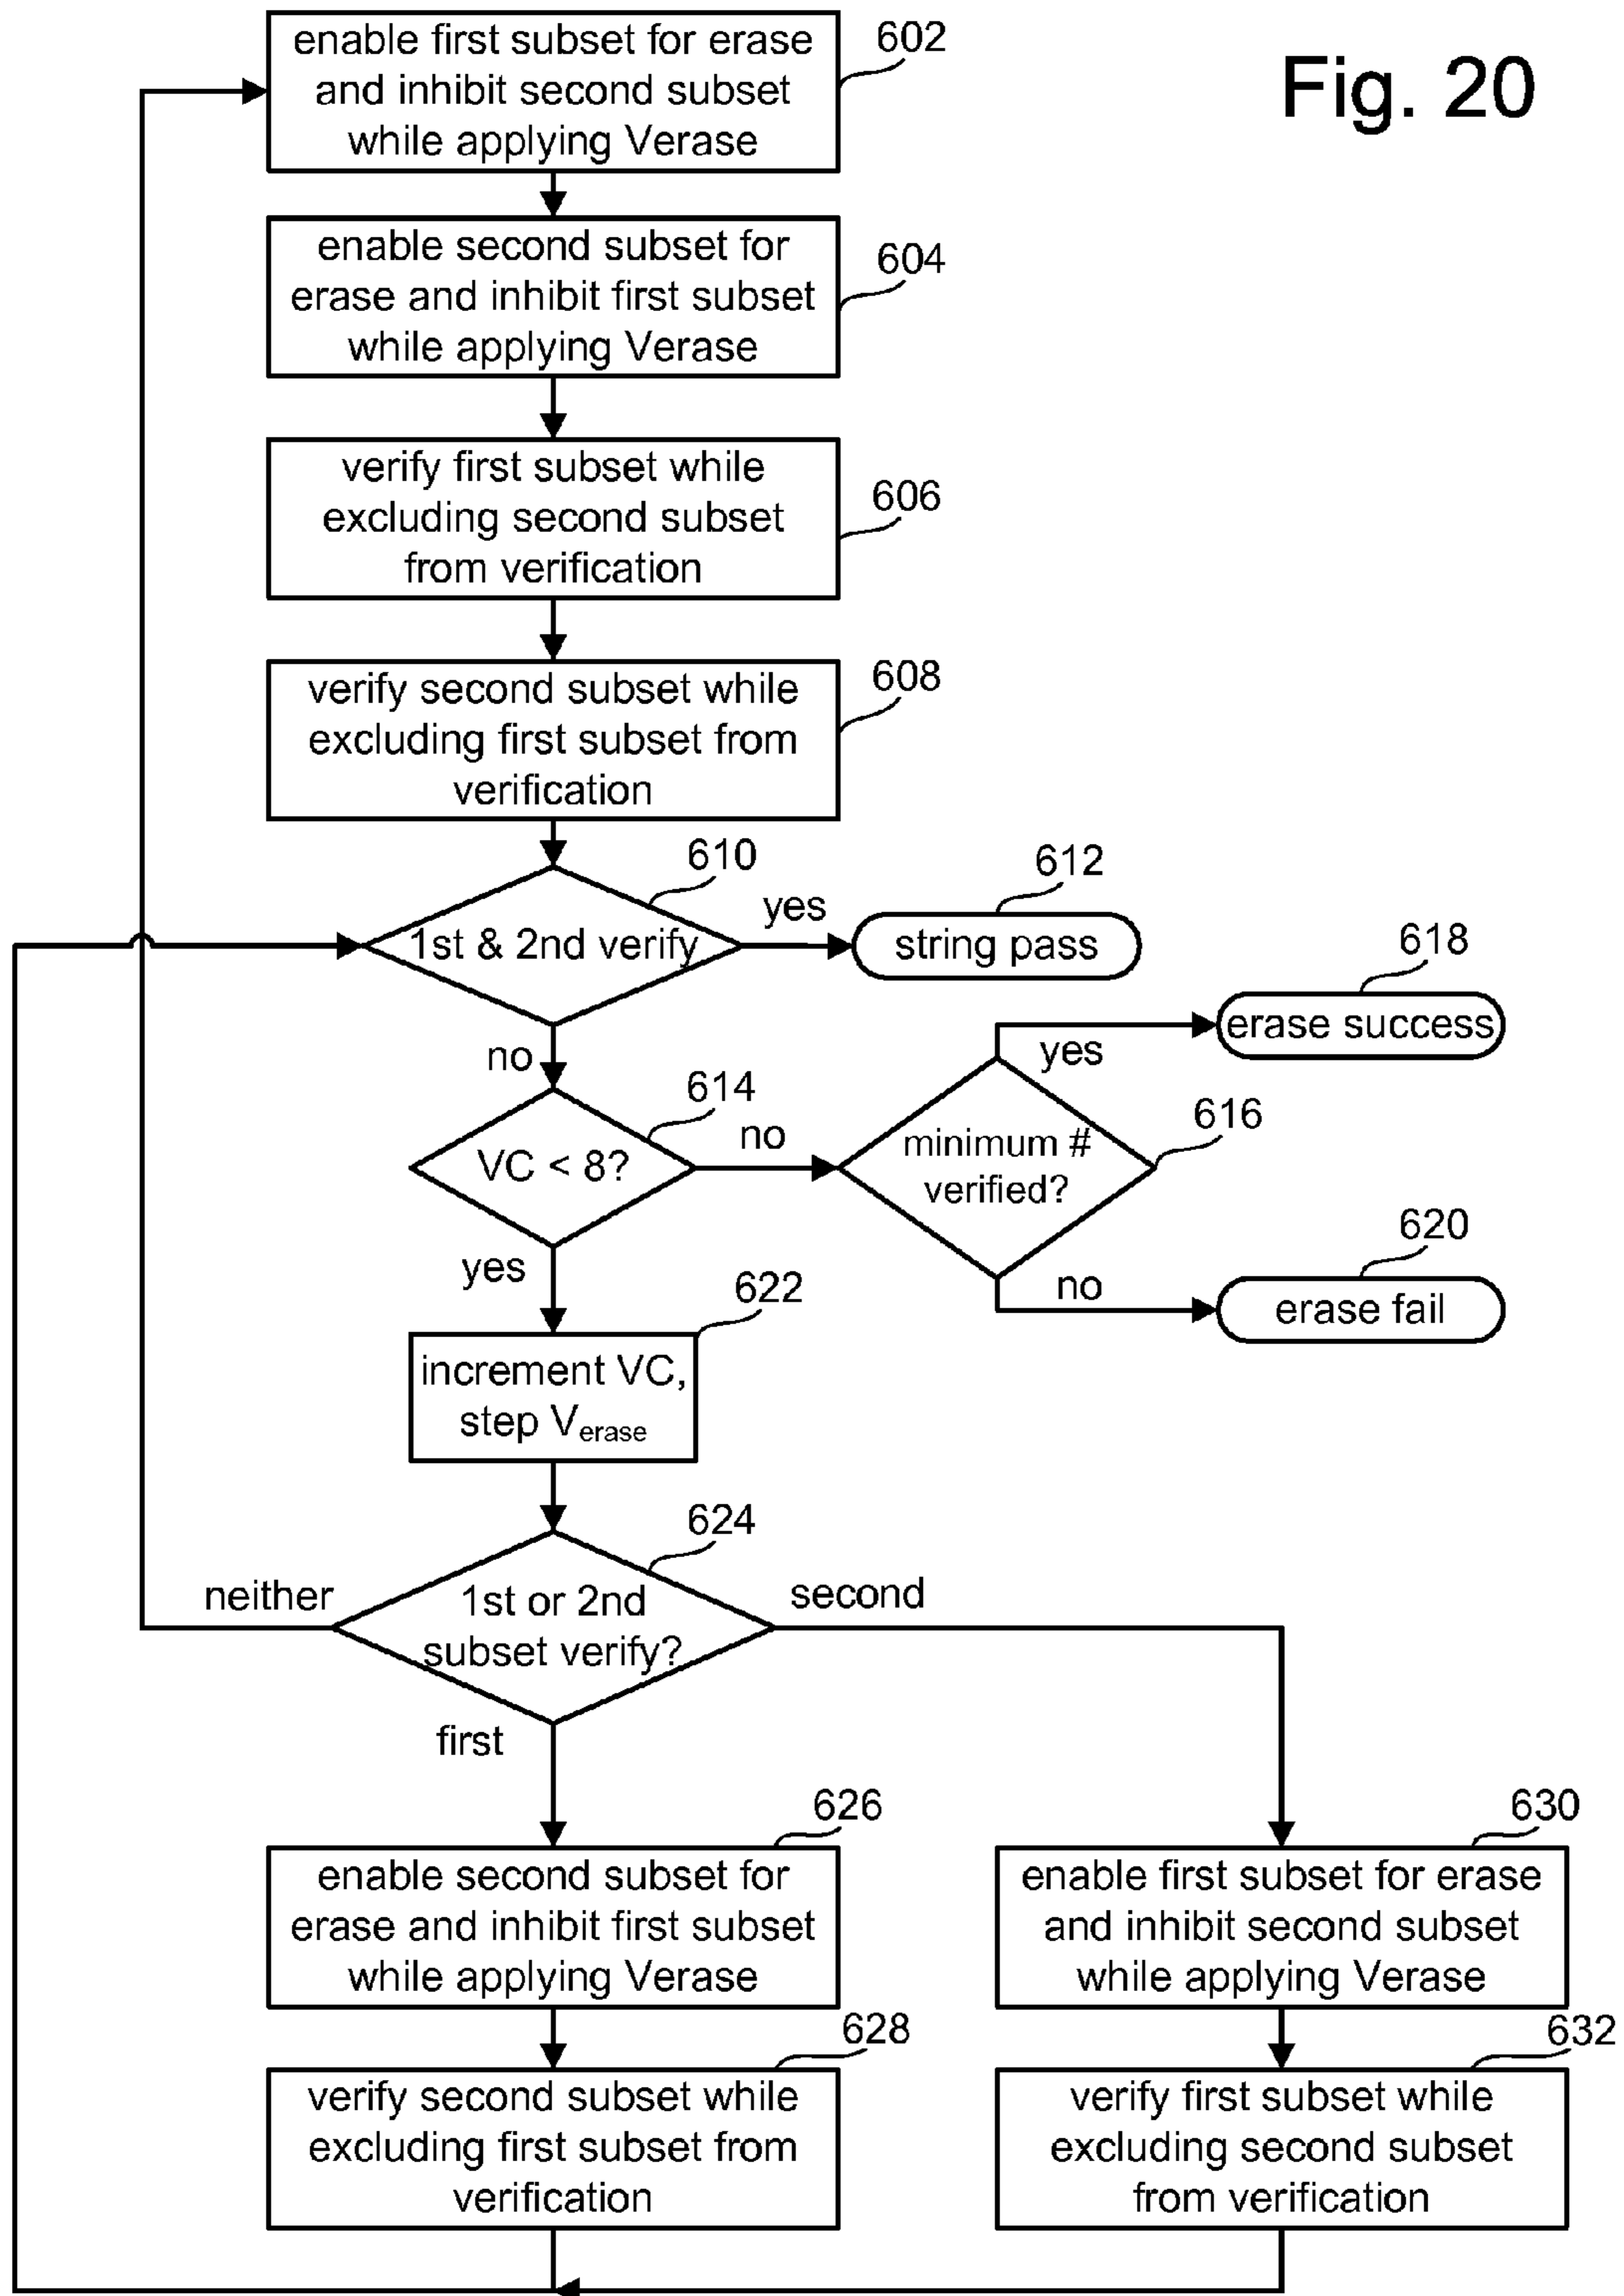 Fig. 20
enable first subset for erase
and inhibit second subset
while applying Verase
602
enable second subset for
erase and inhibit first subset
while applying Verase
604
verify first subset while
excluding second subset
from verification
606
verify second subset while
excluding first subset from
verification
608
610
1st & 2nd verify
yes
612
string pass
no
614
VC < 8?
no
616
minimum #
verified?
yes
618
erase success
no
620
erase fail
yes
622
increment VC,
step Verase
624
1st or 2nd
subset verify?
neither
second
first
626
enable second subset for
erase and inhibit first subset
while applying Verase
628
verify second subset while
excluding first subset from
verification
630
enable first subset for erase
and inhibit second subset
while applying Verase
632
verify first subset while
excluding second subset
from verification